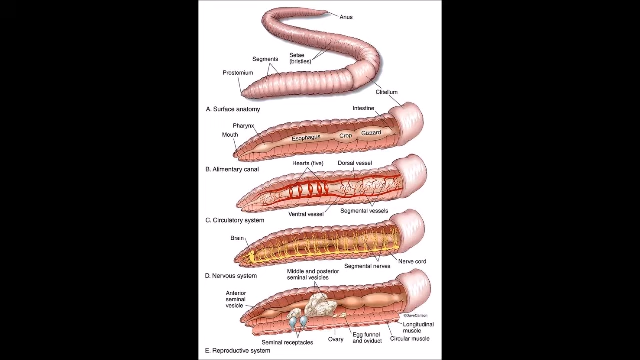 Anus
Setae
(bristles)
Segments
Prostomium
Clitellum
A. Surface anatomy
Intestine
Pharynx
Mouth
Esophagus
Crop
Gizzard
B. Alimentary canal
Hearts (five)
Dorsal vessel
Ventral vessel
Segmental vessels
C. Circulatory system
Brain
Nerve cord
Segmental nerves
D. Nervous system
Middle and posterior
seminal vesicles
Anterior
seminal
vesicle
©DaveCarlson
Longitudinal
muscle
Seminal receptacles
Ovary
Egg funnel
and oviduct
Circular muscle
E. Reproductive system